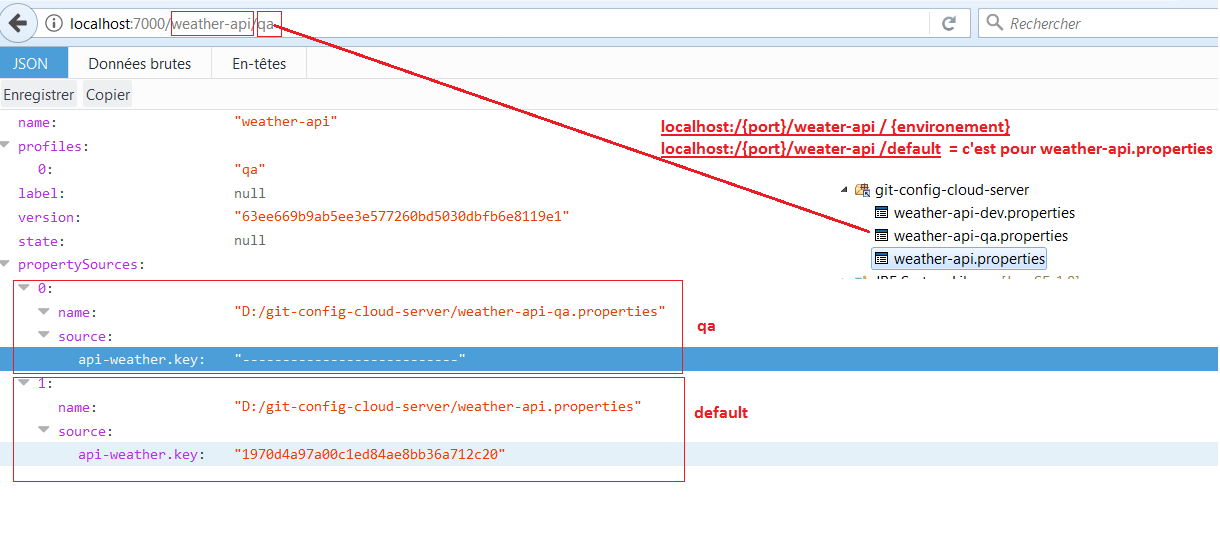 localhost:7000/weather-api/qa
Rechercher
JSON Données brutes En-têtes
Enregistrer Copier
name: "weather-api"
profiles:
0: "qa"
label: null
version: "63ee669b9ab5ee3e577260bd5030dbfb6e8119e1"
state: null
propertySources:
0:
name: "D:/git-config-cloud-server/weather-api-qa.properties"
source:
api-weather.key: "---------------------------"
1:
name: "D:/git-config-cloud-server/weather-api.properties"
source:
api-weather.key: "1970d4a97a00c1ed84ae8bb36a712c20"
qa
default
localhost:/{port}/weater-api / {environement}
localhost:/{port}/weater-api /default = c'est pour weather-api.properties
git-config-cloud-server
weather-api-dev.properties
weather-api-qa.properties
weather-api.properties